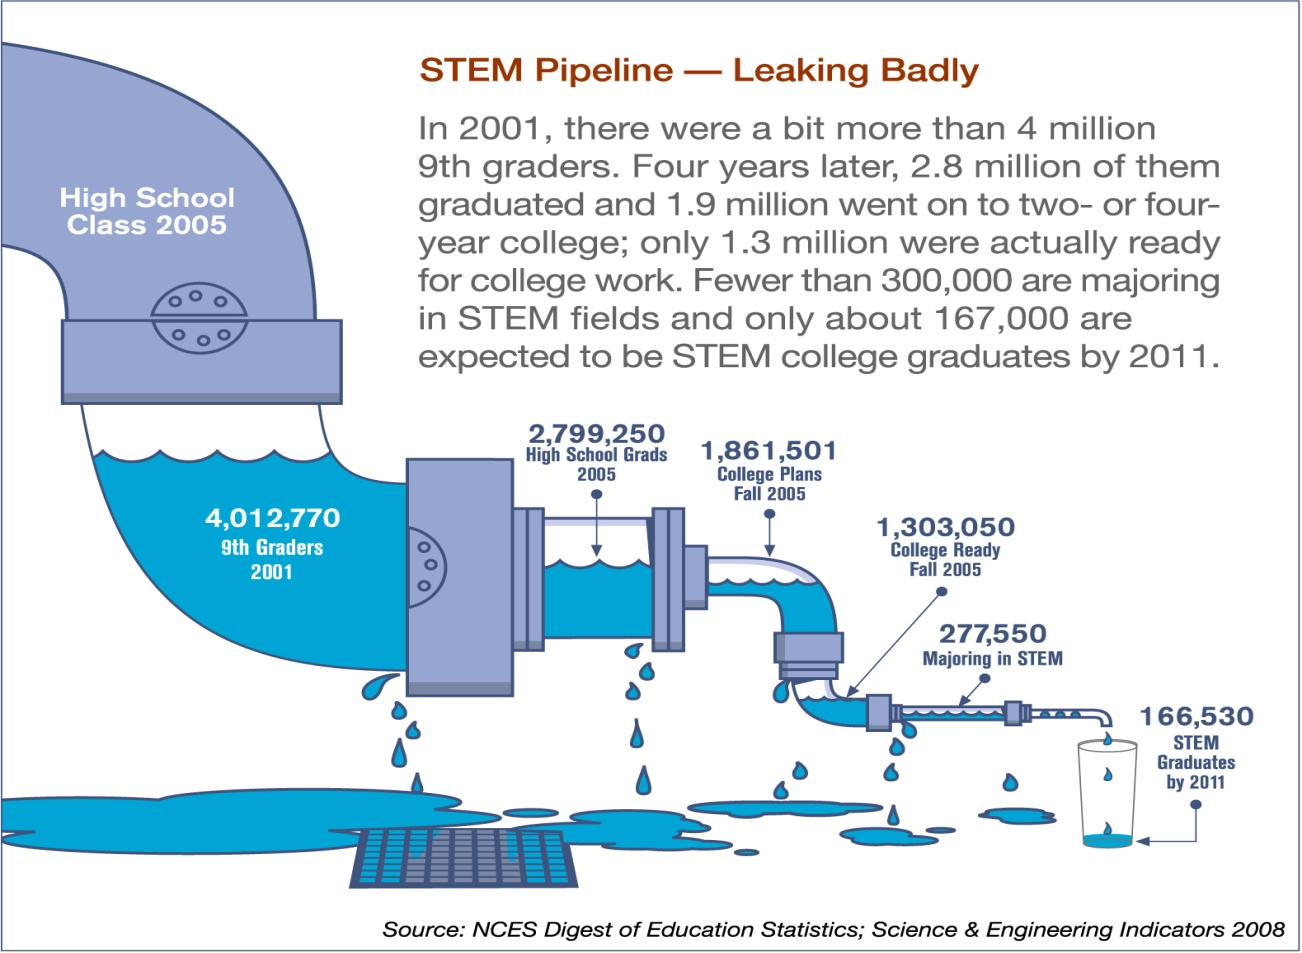 STEM Pipeline — Leaking Badly
In 2001, there were a bit more than 4 million
9th graders. Four years later, 2.8 million of them
graduated and 1.9 million went on to two- or four-
year college; only 1.3 million were actually ready
for college work. Fewer than 300,000 are majoring
in STEM fields and only about 167,000 are
expected to be STEM college graduates by 2011.
High School
Class 2005
4,012,770
9th Graders
2001
2,799,250
High School Grads
2005
1,861,501
College Plans
Fall 2005
1,303,050
College Ready
Fall 2005
277,550
Majoring in STEM
166,530
STEM
Graduates
by 2011
Source: NCES Digest of Education Statistics; Science & Engineering Indicators 2008